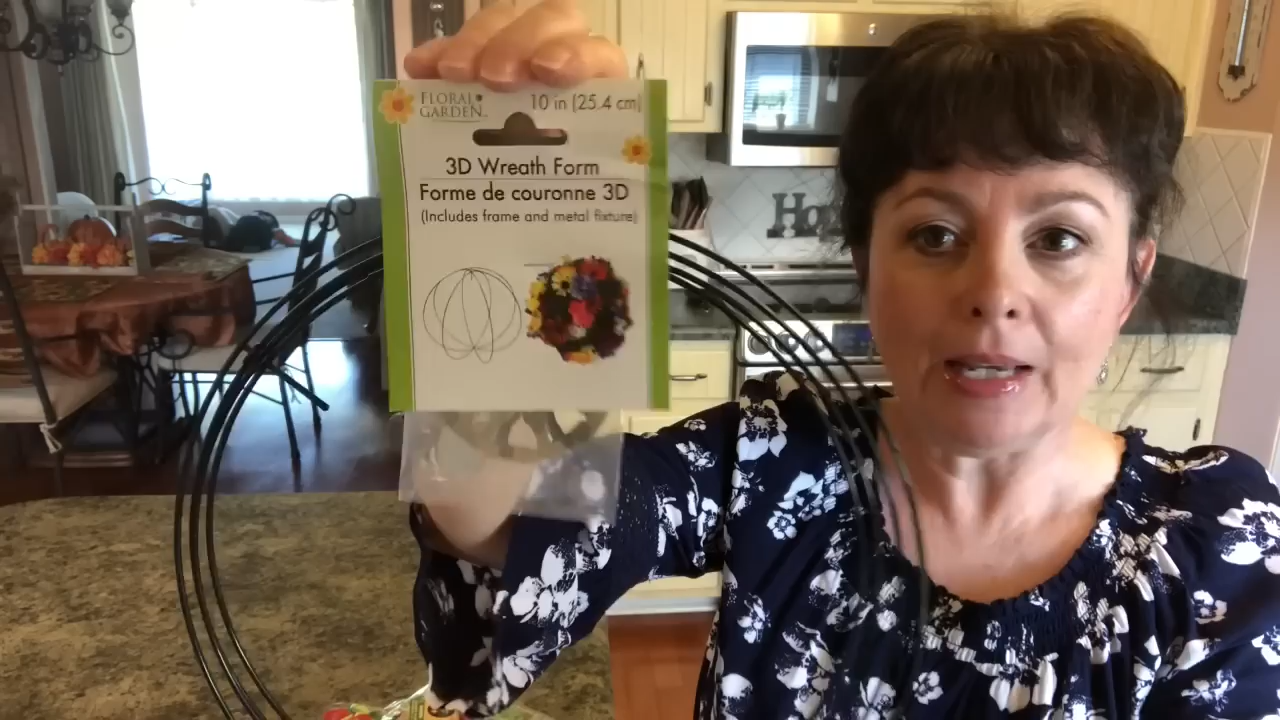 FLORAL
GARDEN
10 in (25.4 cm)
3D Wreath Form
Forme de couronne 3D
(Includes frame and metal fixture)